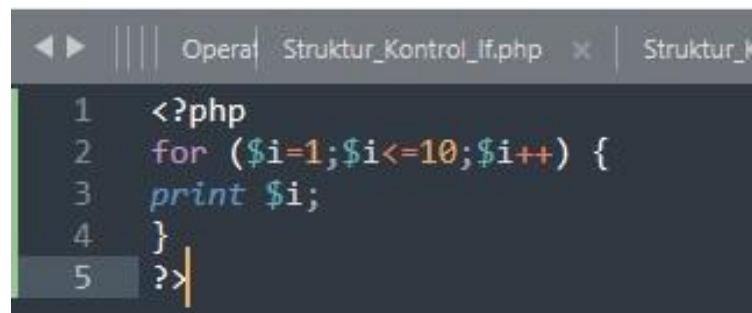 Operat Struktur_Kontrol_If.php × Struktur_K
1 <?php
2 for ($i=1;$i<=10;$i++) {
3 print $i;
4 }
5 ?>